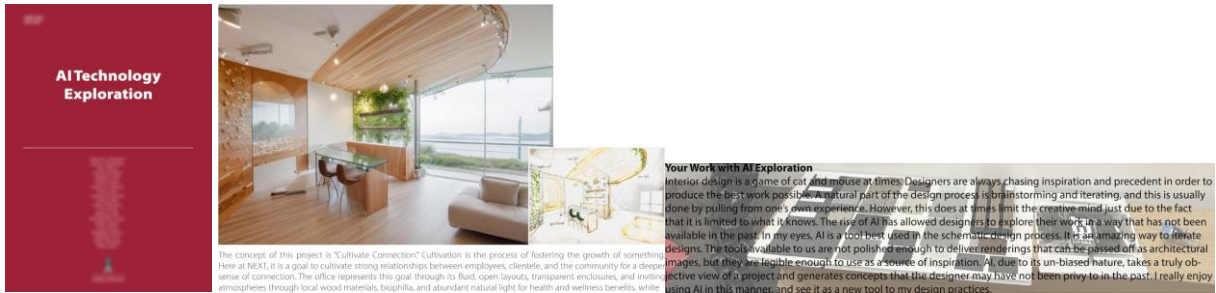 AI Technology
Exploration
The concept of this project is "Cultivate Connection." Cultivation is the process of fostering the growth of something.
Here at NEXT, it is a goal to cultivate strong relationships between employees, clientele, and the community for a deeper
sense of connection. The office represents this goal through its fluid, open layouts, transparent enclosures, and inviting
atmospheres through local wood materials, biophilia, and abundant natural light for health and wellness benefits. white
Your Work with AI Exploration
Interior design is a game of cat and mouse at times. Designers are always chasing inspiration and precedent in order to
produce the best work possible. A natural part of the design process is brainstorming and iterating, and this is usually
done by pulling from one's own experience. However, this does at times limit the creative mind just due to the fact
that it is limited to what it knows. The rise of AI has allowed designers to explore their work in a way that has not been
available in the past. In my eyes, AI is a tool best used in the schematic design process. It is an amazing way to iterate
designs. The tools available to us are not polished enough to deliver renderings that can be passed off as architectural
images, but they are legible enough to use as a source of inspiration. AI, due to its un-biased nature, takes a truly ob-
jective view of a project and generates concepts that the designer may have not been privy to in the past. I really enjoy
using AI in this manner, and see it as a new tool to my design practices.